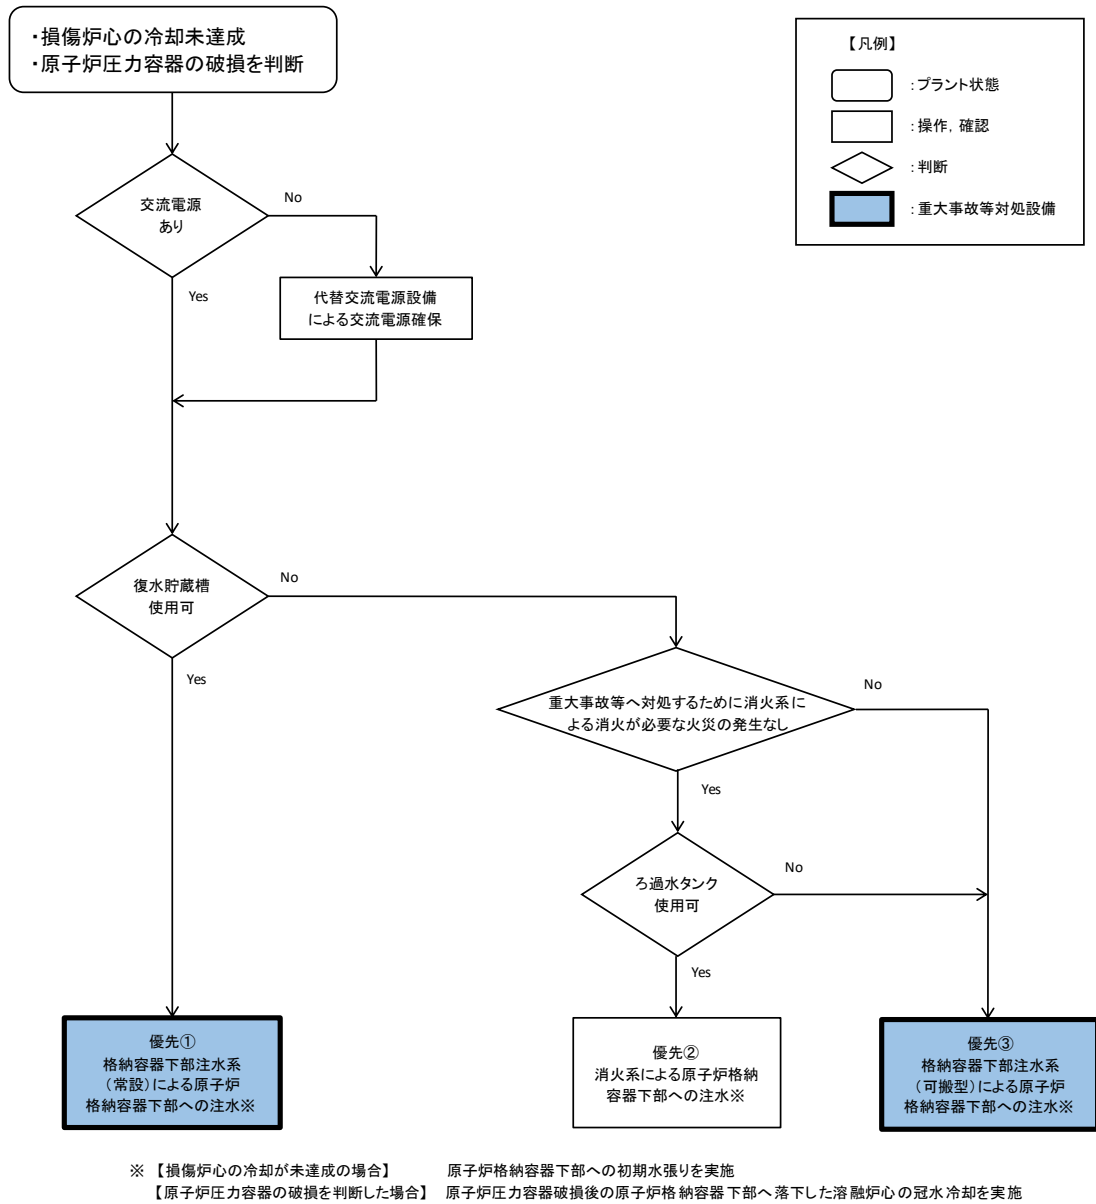 ・損傷炉心の冷却未達成
・原子炉圧力容器の破損を判断
【凡例】
：プラント状態
：操作，確認
：判断
：重大事故等対処設備
交流電源
あり
No
Yes
代替交流電源設備
による交流電源確保
復水貯蔵槽
使用可
No
Yes
重大事故等へ対処するために消火系に
よる消火が必要な火災の発生なし
No
Yes
ろ過水タンク
使用可
No
Yes
優先①
格納容器下部注水系
（常設）による原子炉
格納容器下部への注水※
優先②
消火系による原子炉格納
容器下部への注水※
優先③
格納容器下部注水系
（可搬型）による原子炉
格納容器下部への注水※
※ 【損傷炉心の冷却が未達成の場合】 原子炉格納容器下部への初期水張りを実施
【原子炉圧力容器の破損を判断した場合】 原子炉圧力容器破損後の原子炉格納容器下部へ落下した溶融炉心の冠水冷却を実施